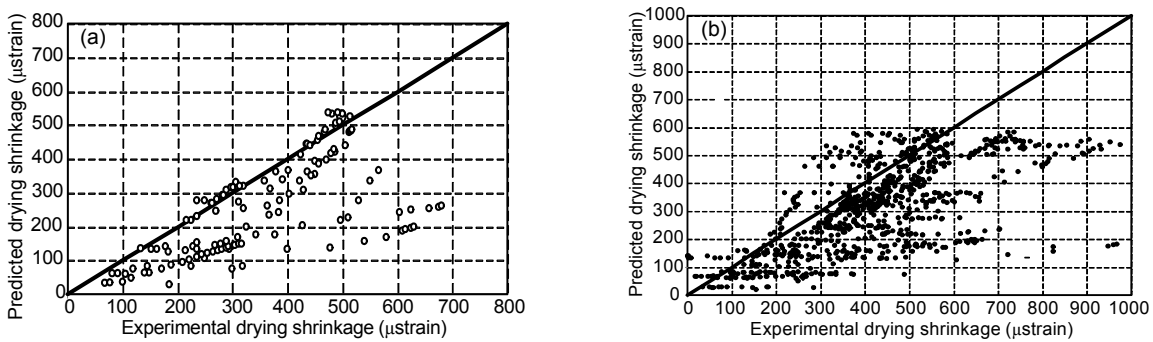 800
(a)
700
600
500
400
300
200
100
0
0 100 200 300 400 500 600 700 800
Predicted drying shrinkage (μstrain)
Experimental drying shrinkage (μstrain)
1000
(b)
900
800
700
600
500
400
300
200
100
0
0 100 200 300 400 500 600 700 800 900 1000
Predicted drying shrinkage (μstrain)
Experimental drying shrinkage (μstrain)